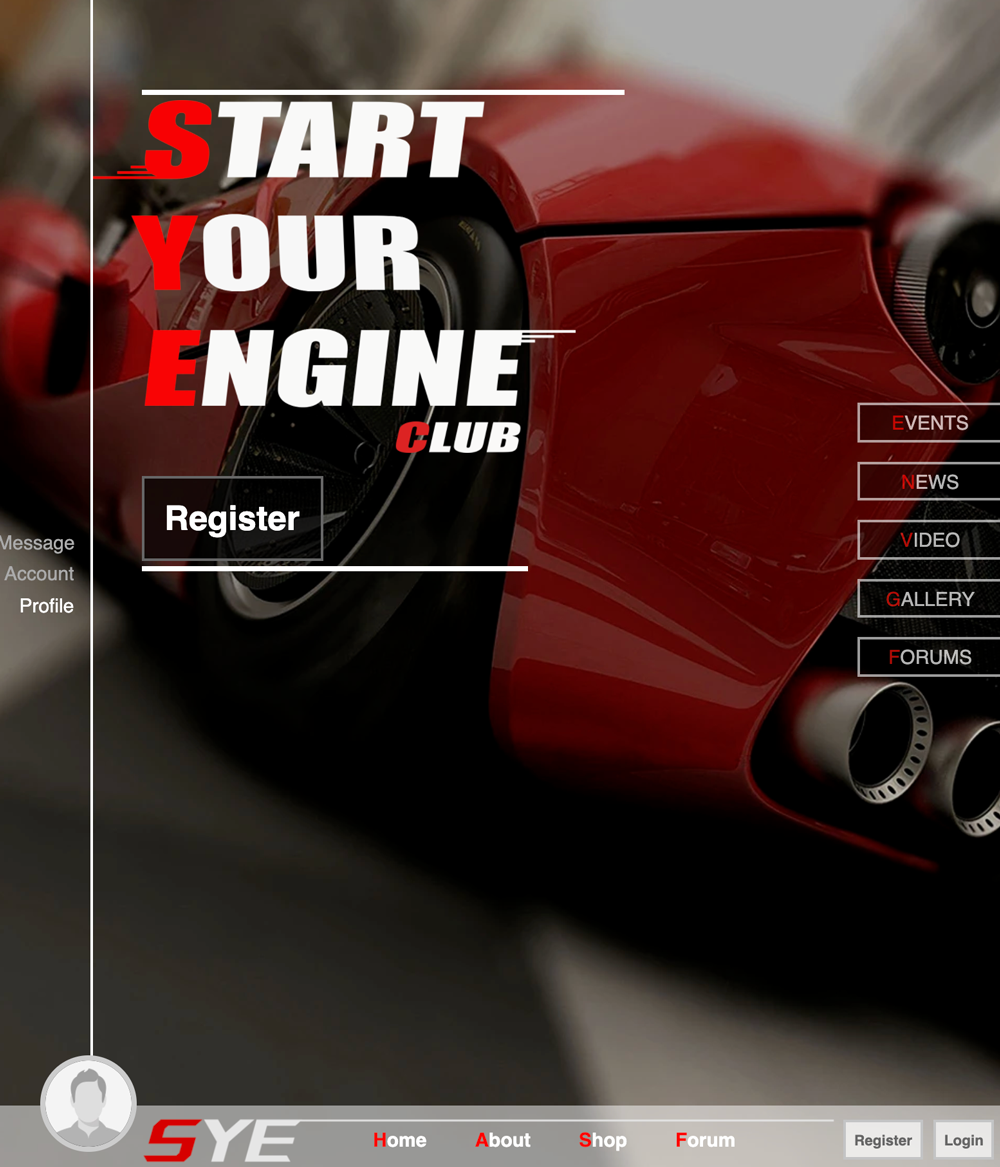 START
YOUR
ENGINE
CLUB
Register
Message
Account
Profile
EVENTS
NEWS
VIDEO
GALLERY
FORUMS
SYE
Home
About
Shop
Forum
Register
Login